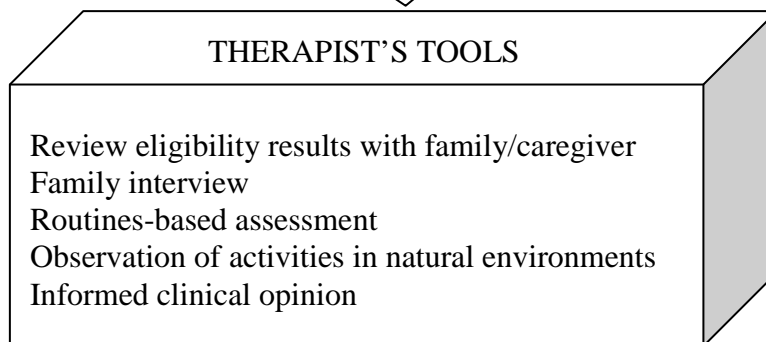 THERAPIST’S TOOLS
Review eligibility results with family/caregiver
Family interview
Routines-based assessment
Observation of activities in natural environments
Informed clinical opinion